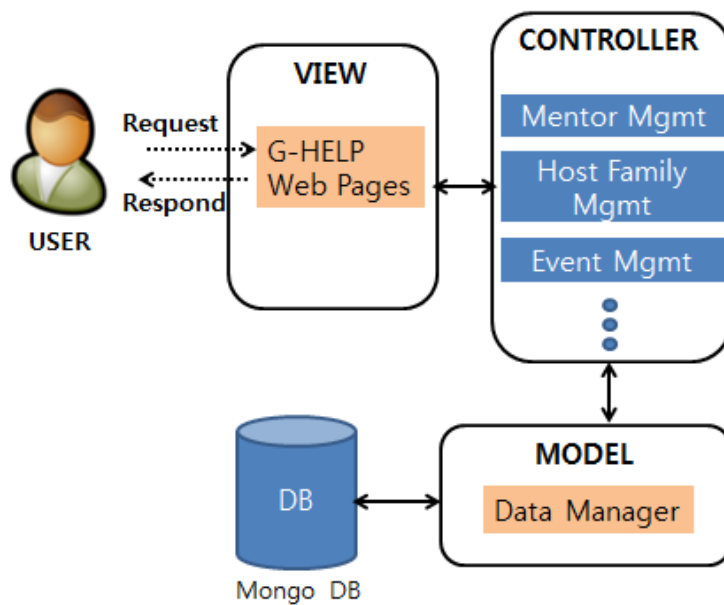 CONTROLLER
VIEW
Mentor Mgmt
Request
G-HELP
Web Pages
Host Family
Mgmt
Respond
USER
Event Mgmt
MODEL
DB
Data Manager
Mongo DB